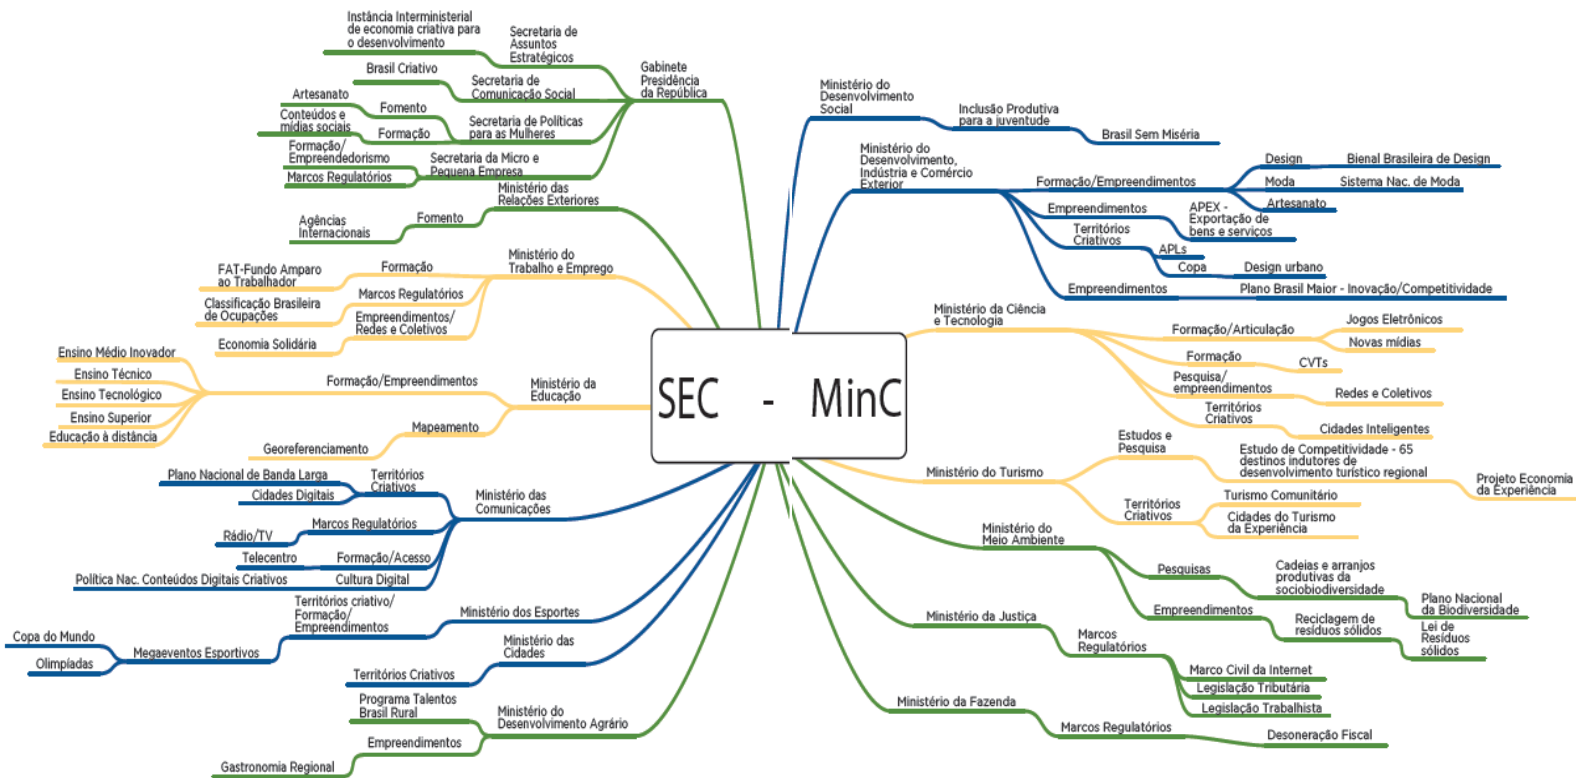 Instância Interministerial
de economia criativa para
o desenvolvimento
Secretaria de
Assuntos
Estratégicos
Gabinete
Presidência
da República
Brasil Criativo
Secretaria de
Comunicação Social
Artesanato
Fomento
Conteúdos e
mídias sociais
Formação
Secretaria de Políticas
para as Mulheres
Formação/
Empreendedorismo
Marcos Regulatórios
Secretaria da Micro e
Pequena Empresa
Ministério das
Relações Exteriores
Fomento
Agências
Internacionais
Ministério do
Trabalho e Emprego
Formação
FAT-Fundo Amparo
ao Trabalhador
Marcos Regulatórios
Classificação Brasileira
de Ocupações
Empreendimentos/
Redes e Coletivos
Economia Solidária
Ensino Médio Inovador
Ensino Técnico
Ensino Tecnológico
Ensino Superior
Educação à distância
Formação/Empreendimentos
Ministério da
Educação
Mapeamento
Georeferenciamento
Plano Nacional de Banda Larga
Cidades Digitais
Territórios
Criativos
Ministério das
Comunicações
Marcos Regulatórios
Rádio/TV
Telecentro
Formação/Acesso
Política Nac. Conteúdos Digitais Criativos
Cultura Digital
Territórios criativo/
Formação/
Empreendimentos
Ministério dos Esportes
Copa do Mundo
Olimpíadas
Megaeventos Esportivos
Ministério das
Cidades
Territórios Criativos
Programa Talentos
Brasil Rural
Ministério do
Desenvolvimento Agrário
Empreendimentos
Gastronomia Regional
SEC - MinC
Ministério do
Desenvolvimento
Social
Inclusão Produtiva
para a juventude
Brasil Sem Miséria
Ministério do
Desenvolvimento,
Indústria e Comércio
Exterior
Formação/Empreendimentos
Design
Bienal Brasileira de Design
Moda
Sistema Nac. de Moda
Artesanato
Empreendimentos
APEX -
Exportação de
bens e serviços
Territórios
Criativos
APLs
Copa
Design urbano
Empreendimentos
Plano Brasil Maior - Inovação/Competitividade
Ministério da Ciência
e Tecnologia
Formação/Articulação
Jogos Eletrônicos
Novas mídias
Formação
CVTs
Pesquisa/
empreendimentos
Redes e Coletivos
Territórios
Criativos
Cidades Inteligentes
Ministério do Turismo
Estudos e
Pesquisa
Estudo de Competitividade - 65
destinos indutores de
desenvolvimento turístico regional
Projeto Economia
da Experiência
Territórios
Criativos
Turismo Comunitário
Cidades do Turismo
da Experiência
Ministério do
Meio Ambiente
Pesquisas
Cadeias e arranjos
produtivas da
sociobiodiversidade
Plano Nacional
da Biodiversidade
Empreendimentos
Reciclagem de
resíduos sólidos
Lei de
Resíduos
sólidos
Ministério da Justiça
Marcos
Regulatórios
Marco Civil da Internet
Legislação Tributária
Legislação Trabalhista
Ministério da Fazenda
Marcos Regulatórios
Desoneração Fiscal